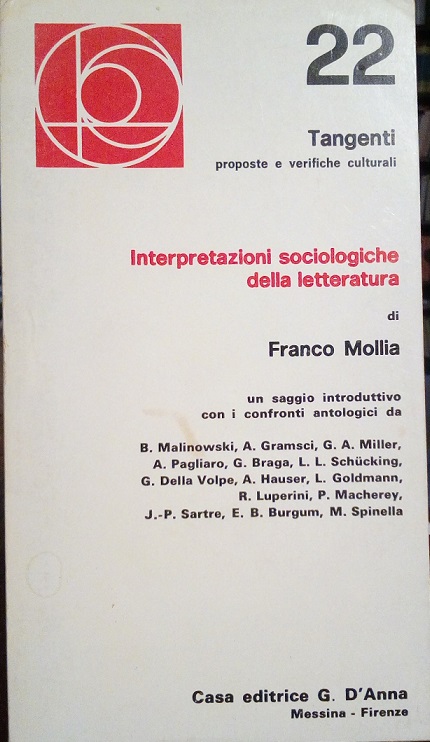 22
Tangenti
proposte e verifiche culturali
Interpretazioni sociologiche
della letteratura
di
Franco Mollia
un saggio introduttivo
con i confronti antologici da
B. Malinowski, A. Gramsci, G. A. Miller,
A. Pagliaro, G. Braga, L. L. Schücking,
G. Della Volpe, A. Hauser, L. Goldmann,
R. Luperini, P. Macherey,
J.-P. Sartre, E. B. Burgum, M. Spinella
Casa editrice G. D'Anna
Messina - Firenze